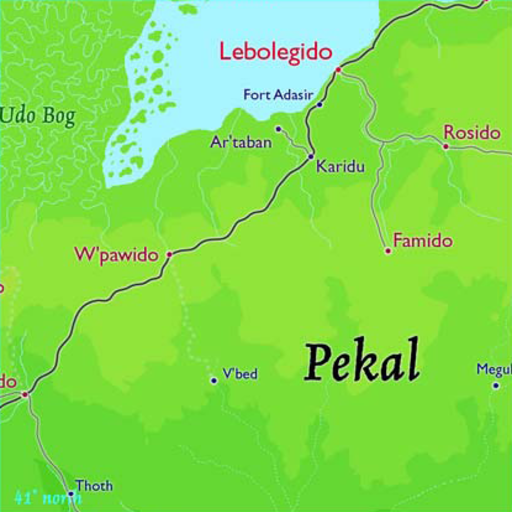 Lebolegido
Fort Adasir
Udo Bog
Ar'taban
Rosido
Karidu
Famido
W'pawido
Pekal
V'bed
Megul
do
Thoth
41° north